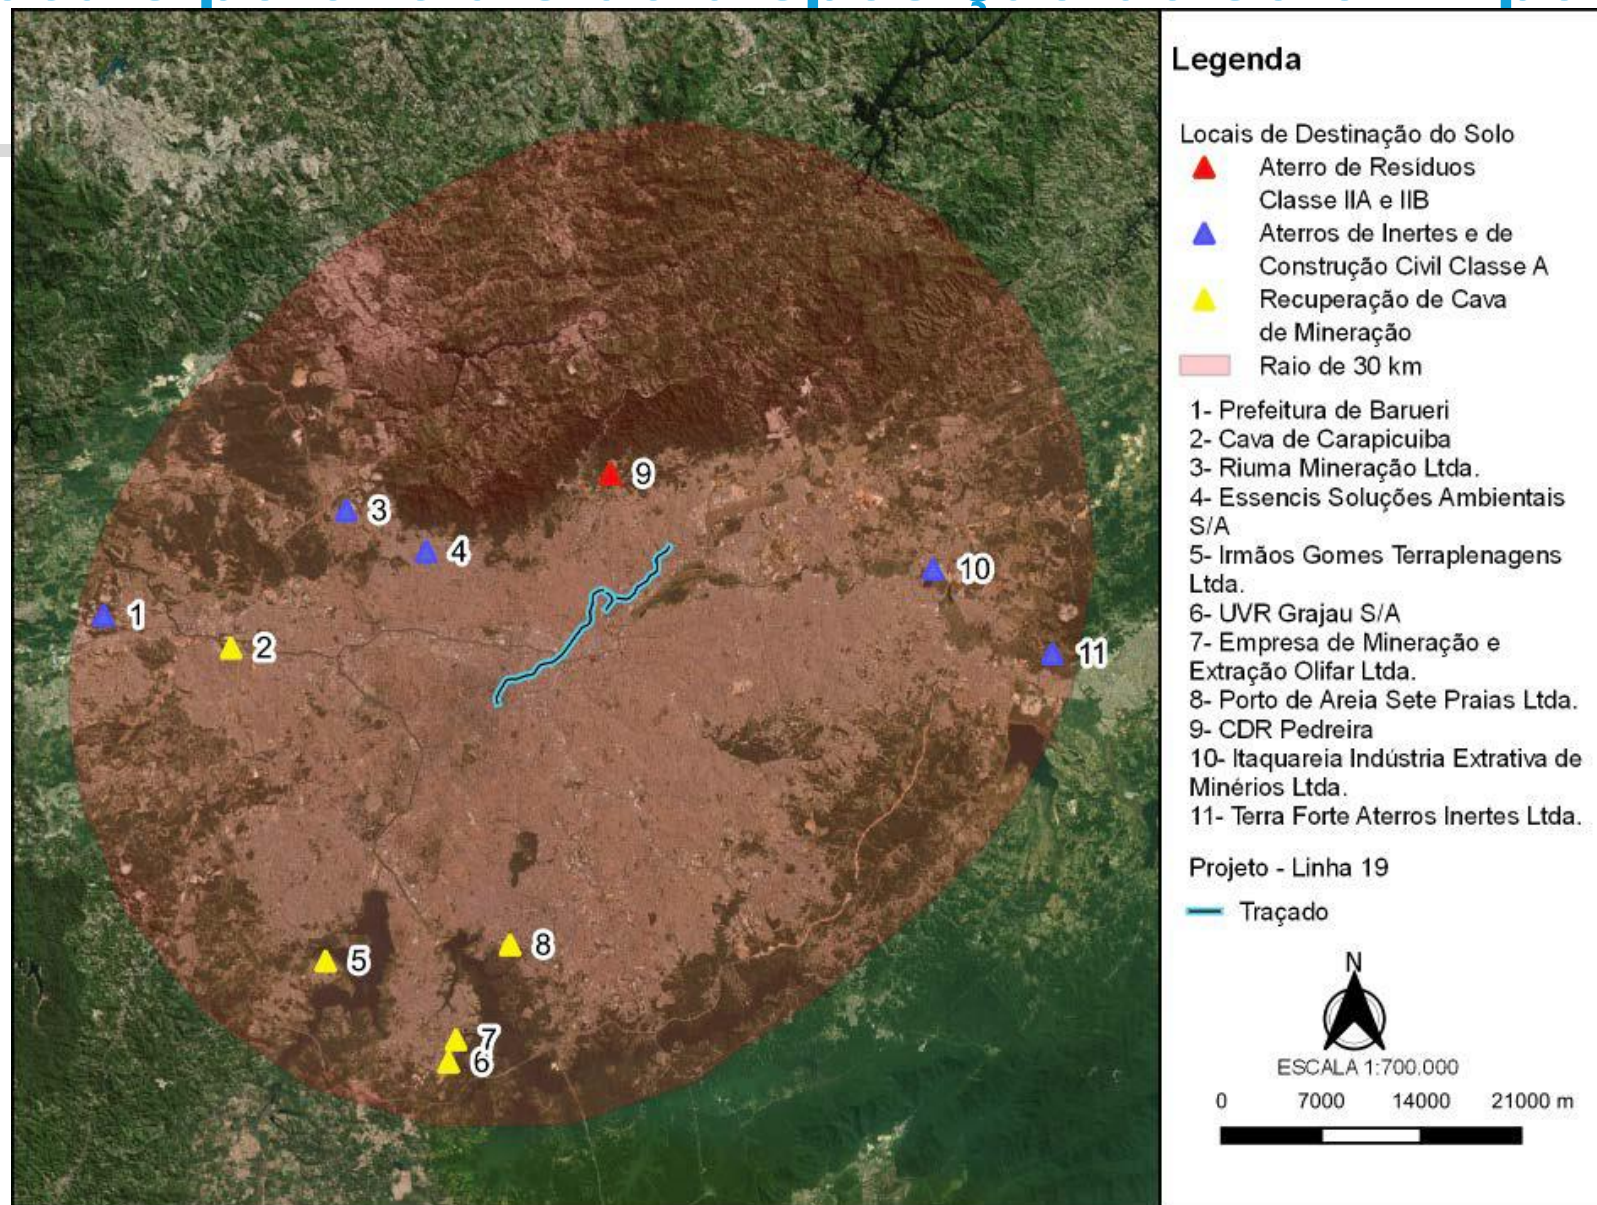 Legenda
Locais de Destinação do Solo
Aterro de Resíduos
Classe IIA e IIB
Aterros de Inertes e de
Construção Civil Classe A
Recuperação de Cava
de Mineração
Raio de 30 km
1- Prefeitura de Barueri
2- Cava de Carapicuiba
3- Riuma Mineração Ltda.
4- Essencis Soluções Ambientais
S/A
5- Irmãos Gomes Terraplenagens
Ltda.
6- UVR Grajau S/A
7- Empresa de Mineração e
Extração Olifar Ltda.
8- Porto de Areia Sete Praias Ltda.
9- CDR Pedreira
10- Itaquareia Indústria Extrativa de
Minérios Ltda.
11- Terra Forte Aterros Inertes Ltda.
Projeto - Linha 19
Traçado
N
ESCALA 1:700.000
0 7000 14000 21000 m
9
3
4
10
1
2
11
8
5
7
6